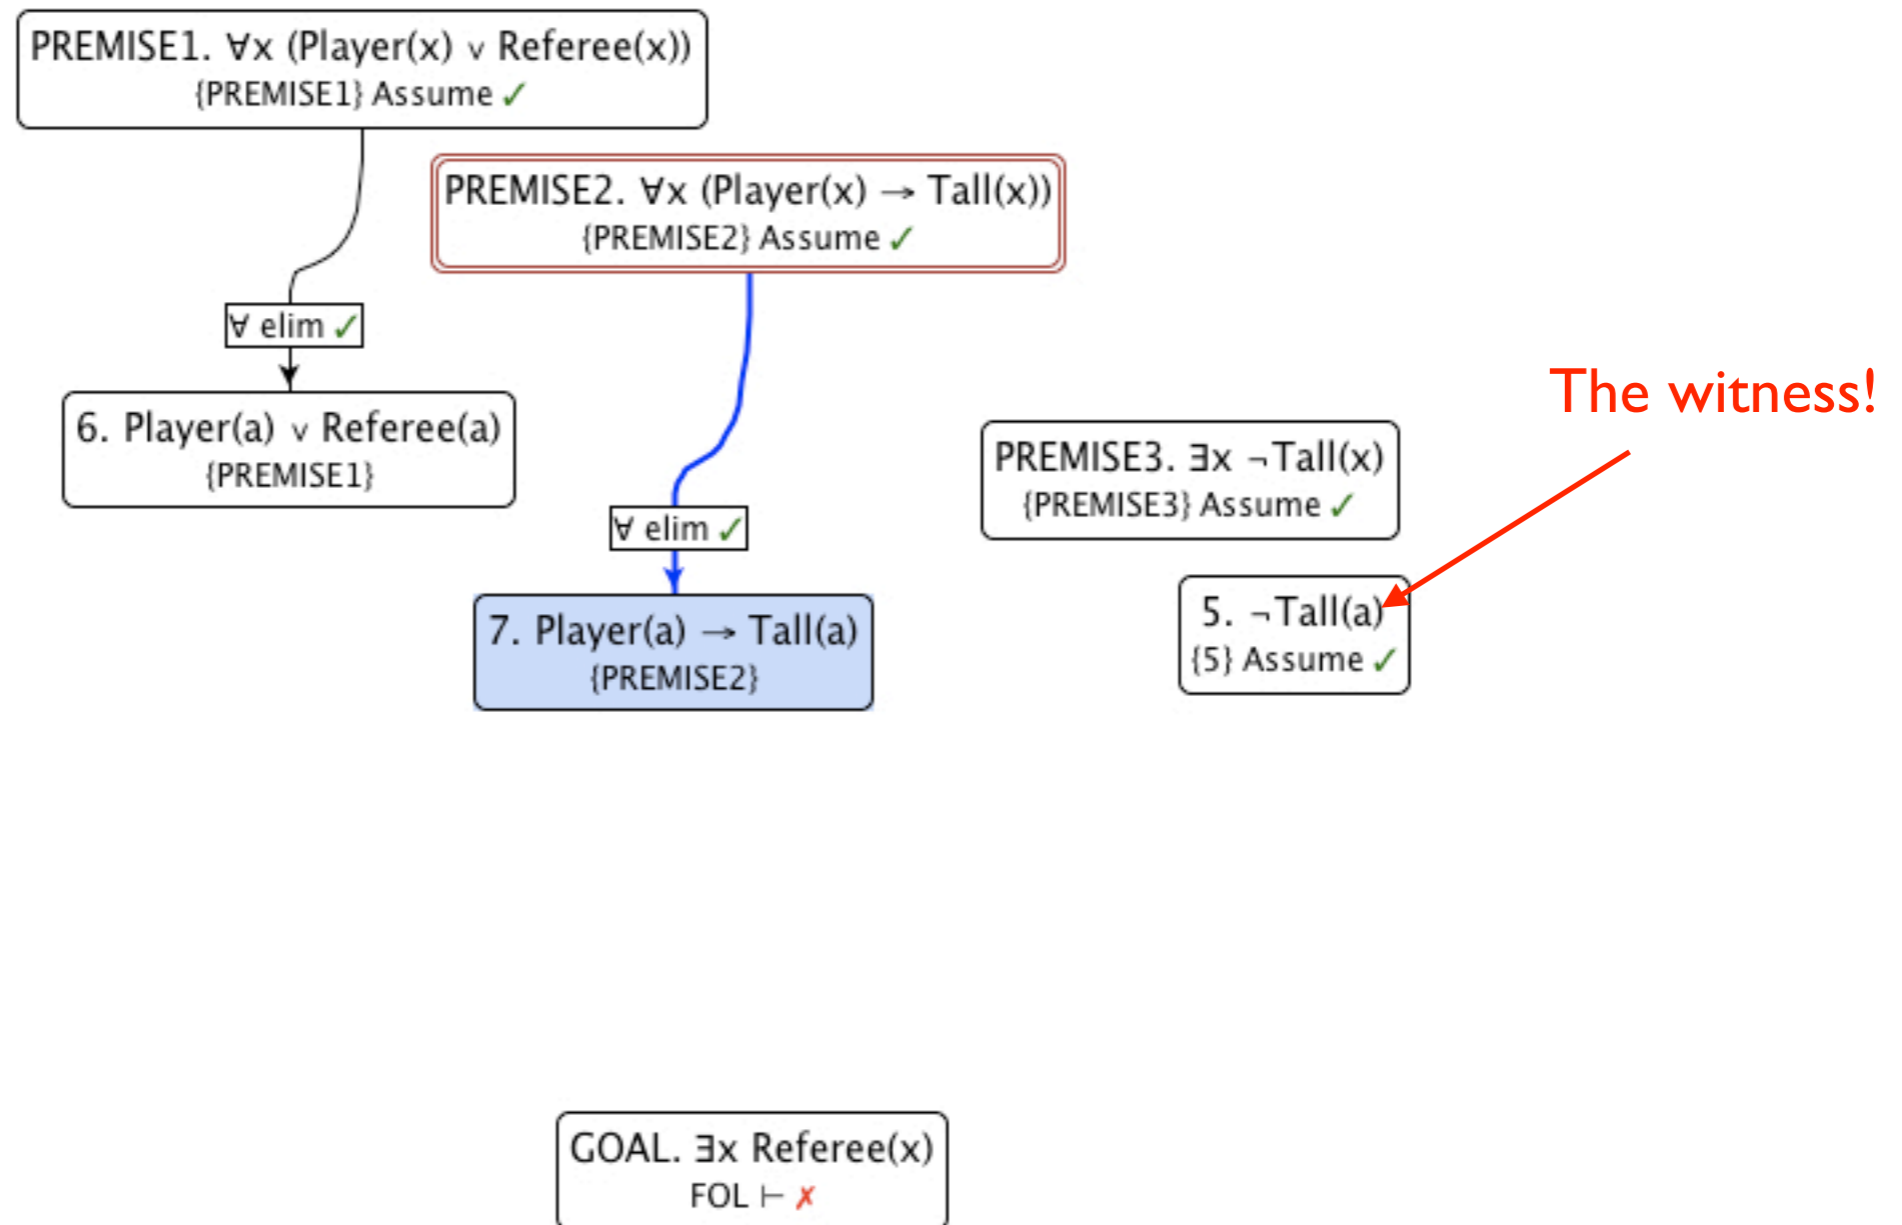 PREMISE1. ∀x (Player(x) ∨ Referee(x))
{PREMISE1} Assume ✓
PREMISE2. ∀x (Player(x) → Tall(x))
{PREMISE2} Assume ✓
∀ elim ✓
6. Player(a) ∨ Referee(a)
{PREMISE1}
The witness!
PREMISE3. ∃x ¬Tall(x)
{PREMISE3} Assume ✓
∀ elim ✓
7. Player(a) → Tall(a)
{PREMISE2}
5. ¬Tall(a)
{5} Assume ✓
GOAL. ∃x Referee(x)
FOL ⊢ ✗